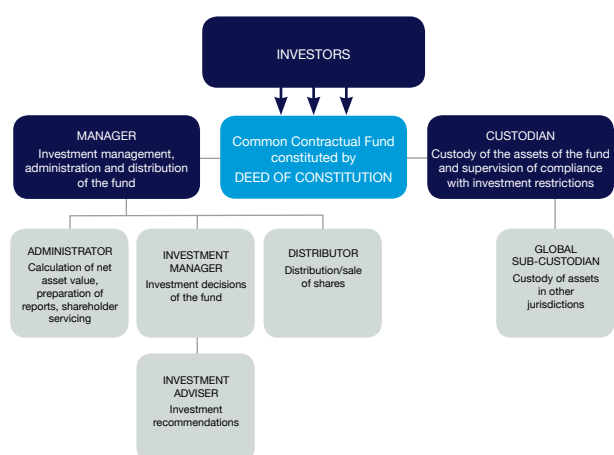 INVESTORS
MANAGER
Investment management,
administration and distribution
of the fund
Common Contractual Fund
constituted by
DEED OF CONSTITUTION
CUSTODIAN
Custody of the assets of the fund
and supervision of compliance
with investment restrictions
ADMINISTRATOR
Calculation of net
asset value,
preparation of
reports, shareholder
servicing
INVESTMENT
MANAGER
Investment decisions
of the fund
DISTRIBUTOR
Distribution/sale
of shares
GLOBAL
SUB-CUSTODIAN
Custody of assets
in other
jurisdictions
INVESTMENT
ADVISER
Investment
recommendations